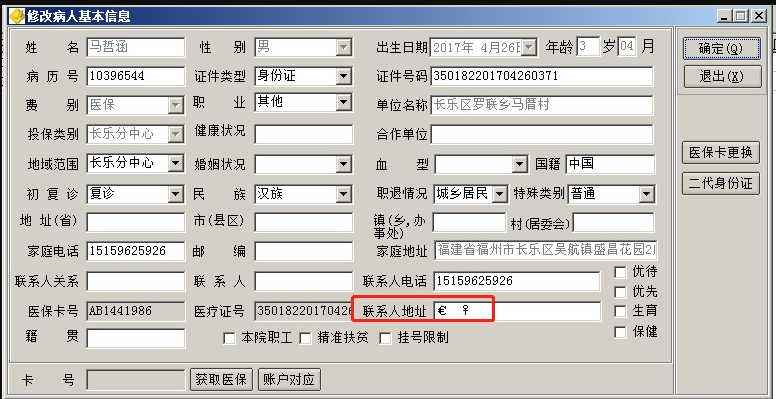 修改病人基本信息
姓 名 马哲涵 性 别 男 出生日期 2017年 4月26日 年龄 3 岁 04 月 确定(Q)
病 历 号 10396544 证件类型 身份证 证件号码 350182201704260371 退出(X)
费 别 医保 职 业 其他 单位名称 长乐区罗联乡马厝村
投保类别 长乐分中心 健康状况 合作单位
地域范围 长乐分中心 婚姻状况 血 型 国籍 中国 医保卡更换
初 复 诊 复诊 民 族 汉族 职退情况 城乡居民 特殊类别 普通 二代身份证
地 址(省) 市(县区) 镇(乡,办事处) 村(居委会)
家庭电话 15159625926 邮 编 家庭地址 福建省福州市长乐区吴航镇盛昌花园2
联系人关系 联 系 人 联系人电话 15159625926 优待
优先
医保卡号 AB1441986 医疗证号 35018220170426 联系人地址 € ♀ 生育
籍 贯 本院职工 精准扶贫 挂号限制 保健
卡 号 获取医保 账户对应